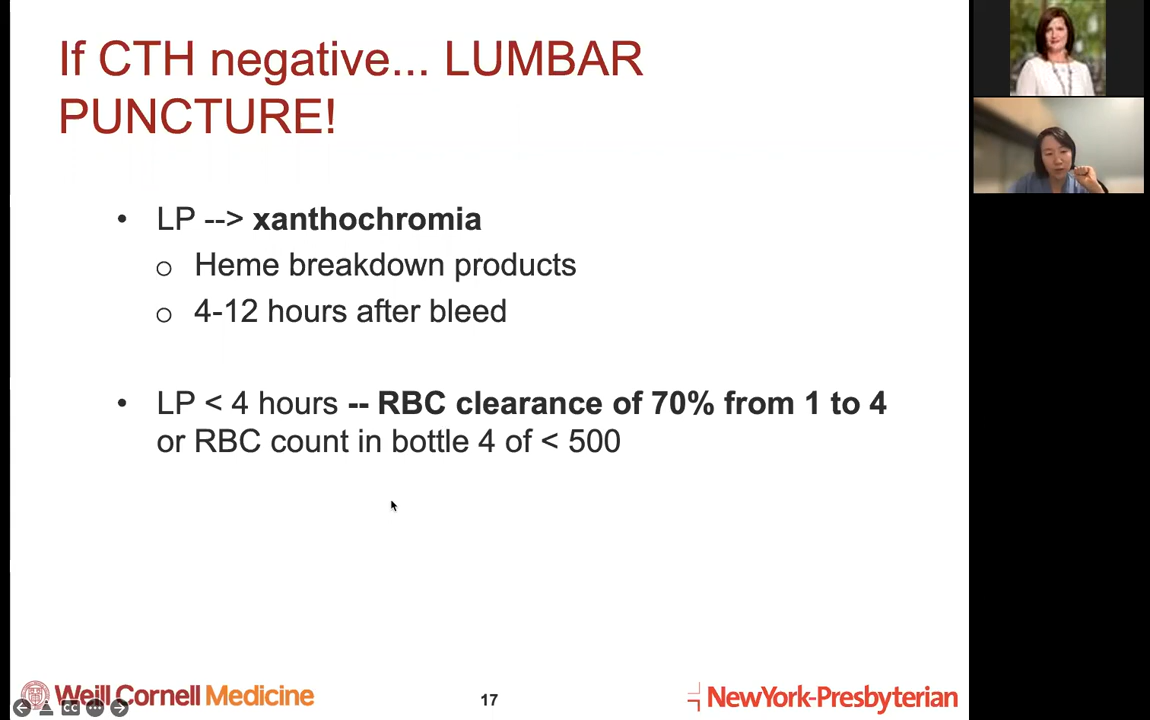 If CTH negative... LUMBAR
PUNCTURE!
• LP --> xanthochromia
o Heme breakdown products
o 4-12 hours after bleed
• LP < 4 hours -- RBC clearance of 70% from 1 to 4
or RBC count in bottle 4 of < 500
Weill Cornell Medicine
17
NewYork-Presbyterian
CC